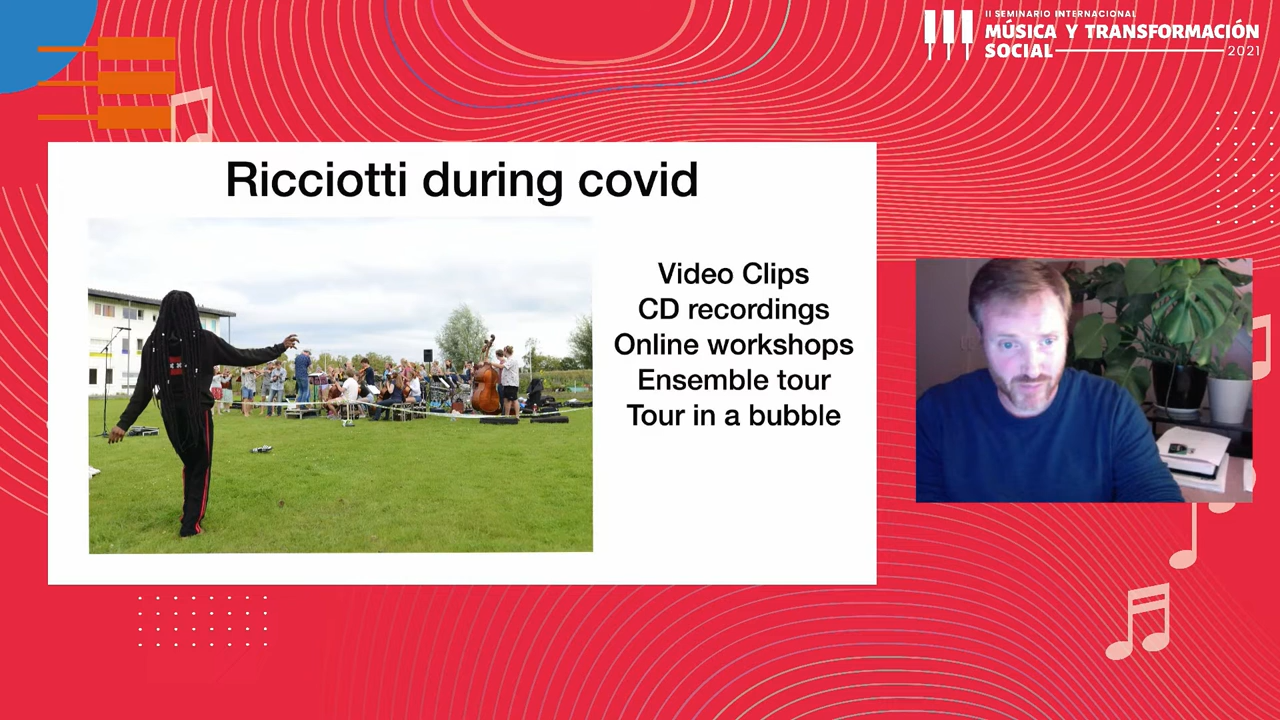 II SEMINARIO INTERNACIONAL
MÚSICA Y TRANSFORMACIÓN
SOCIAL
2021
Ricciotti during covid
Video Clips
CD recordings
Online workshops
Ensemble tour
Tour in a bubble